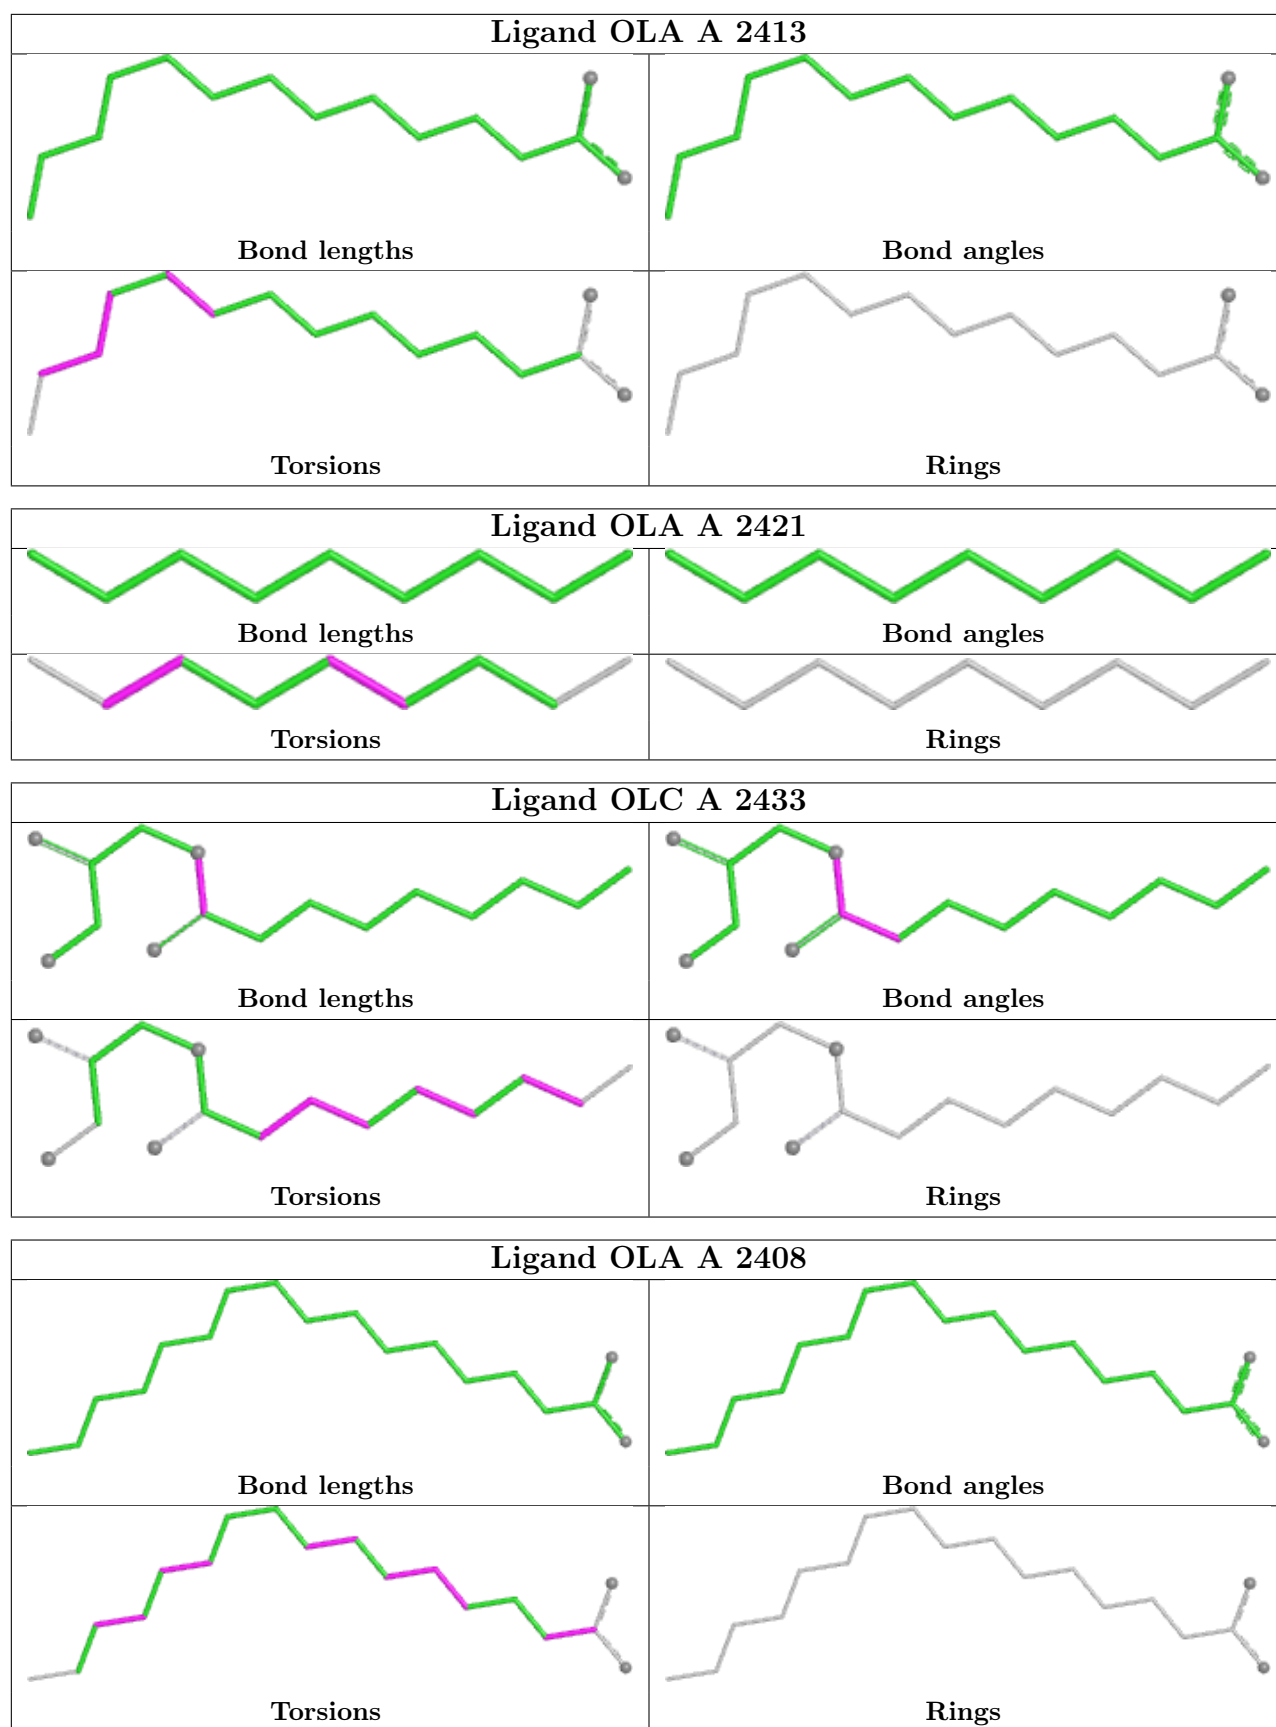 Ligand OLA A 2413
Bond lengths
Bond angles
Torsions
Rings
Ligand OLA A 2421
Bond lengths
Bond angles
Torsions
Rings
Ligand OLC A 2433
Bond lengths
Bond angles
Torsions
Rings
Ligand OLA A 2408
Bond lengths
Bond angles
Torsions
Rings